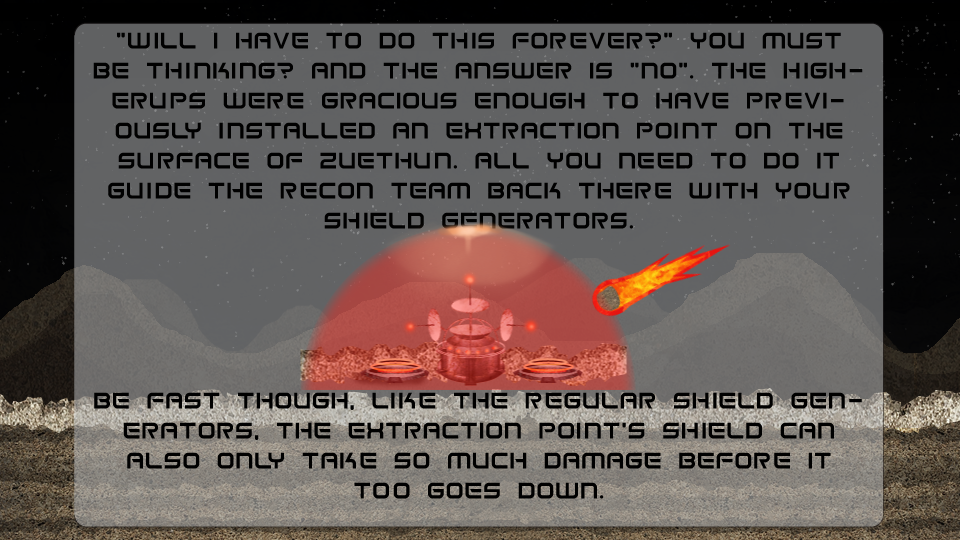 "WILL I HAVE TO DO THIS FOREVER?" YOU MUST
BE THINKING? AND THE ANSWER IS "NO". THE HIGH-
ERUPS WERE GRACIOUS ENOUGH TO HAVE PREVI-
OUSLY INSTALLED AN EXTRACTION POINT ON THE
SURFACE OF ZUETHUN. ALL YOU NEED TO DO IT
GUIDE THE RECON TEAM BACK THERE WITH YOUR
SHIELD GENERATORS.
BE FAST THOUGH, LIKE THE REGULAR SHIELD GEN-
ERATORS, THE EXTRACTION POINT'S SHIELD CAN
ALSO ONLY TAKE SO MUCH DAMAGE BEFORE IT
TOO GOES DOWN.